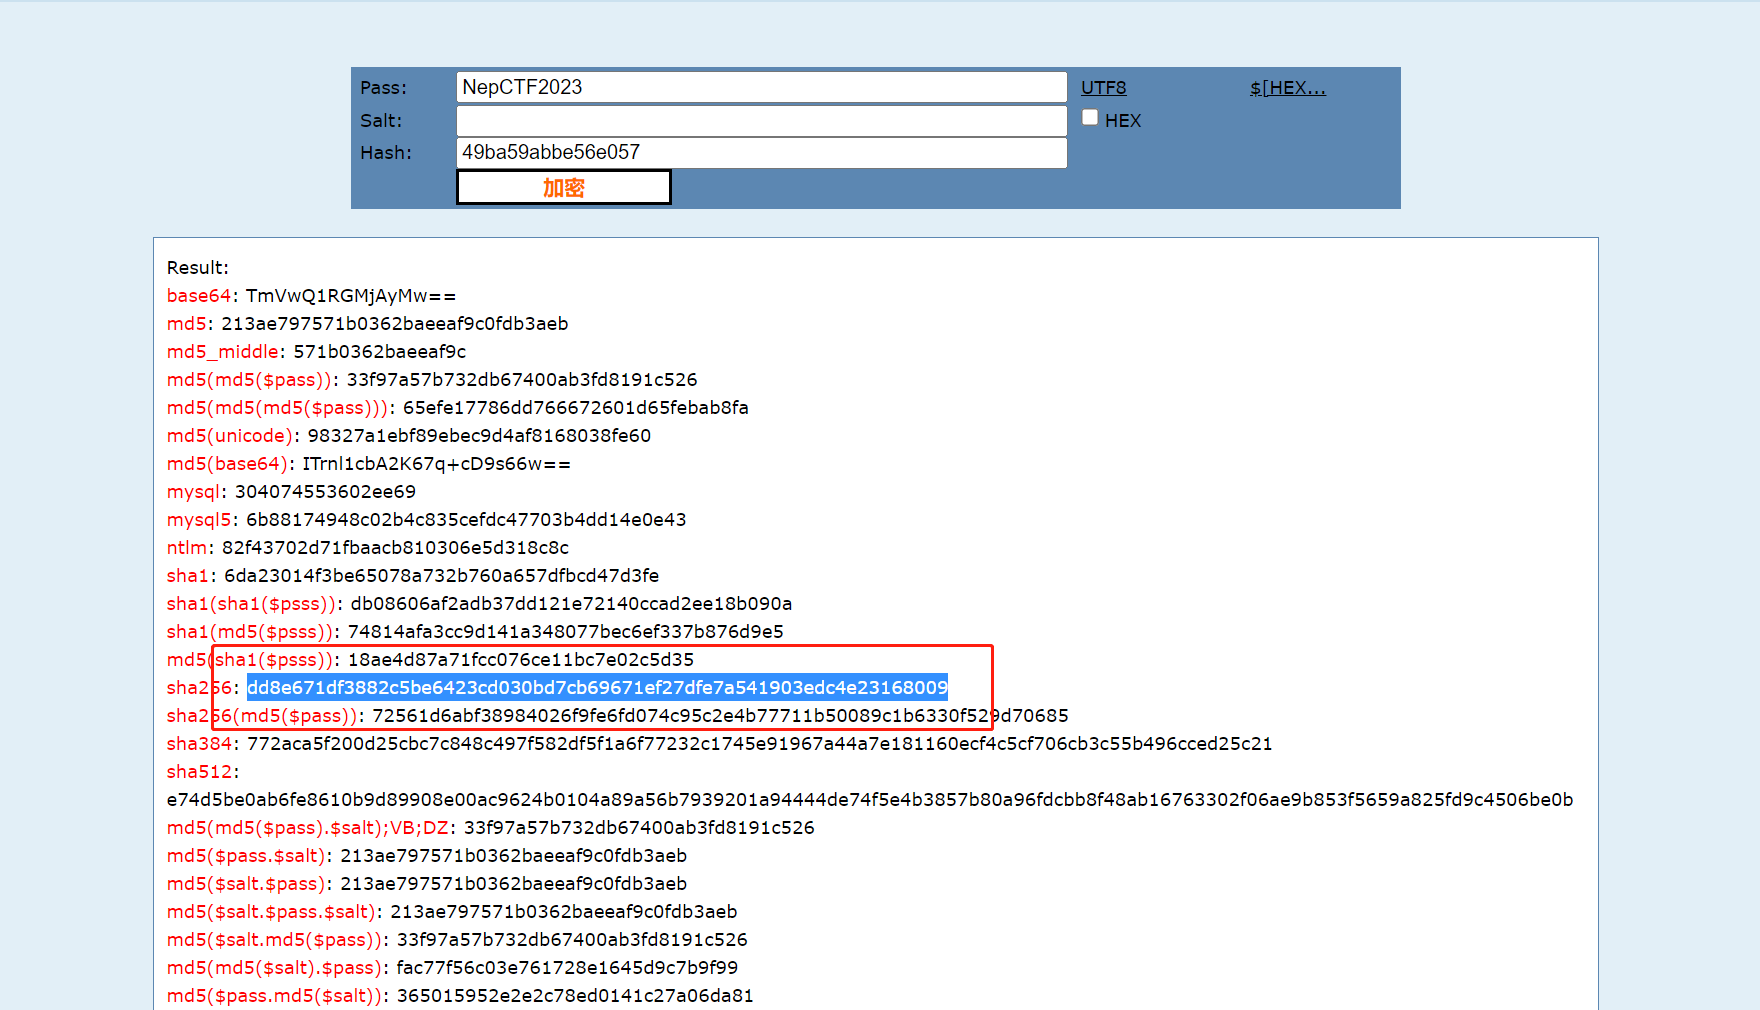 Pass: NepCTF2023 UTF8 $[HEX...
Salt: HEX
Hash: 49ba59abbe56e057
加密
Result:
base64: TmVwQ1RGMjAyMw==
md5: 213ae797571b0362baeeaf9c0fdb3aeb
md5_middle: 571b0362baeeaf9c
md5(md5($pass)): 33f97a57b732db67400ab3fd8191c526
md5(md5(md5($pass))): 65efe17786dd766672601d65febab8fa
md5(unicode): 98327a1ebf89ebec9d4af8168038fe60
md5(base64): ITrnl1cbA2K67q+cD9s66w==
mysql: 304074553602ee69
mysql5: 6b88174948c02b4c835cefdc47703b4dd14e0e43
ntlm: 82f43702d71fbaacb810306e5d318c8c
sha1: 6da23014f3be65078a732b760a657dfbcd47d3fe
sha1(sha1($psss)): db08606af2adb37dd121e72140ccad2ee18b090a
sha1(md5($psss)): 74814afa3cc9d141a348077bec6ef337b876d9e5
md5(sha1($psss)): 18ae4d87a71fcc076ce11bc7e02c5d35
sha256: dd8e671df3882c5be6423cd030bd7cb69671ef27dfe7a541903edc4e23168009
sha256(md5($pass)): 72561d6abf38984026f9fe6fd074c95c2e4b77711b50089c1b6330f529d70685
sha384: 772aca5f200d25cbc7c848c497f582df5f1a6f77232c1745e91967a44a7e181160ecf4c5cf706cb3c55b496cced25c21
sha512:
e74d5be0ab6fe8610b9d89908e00ac9624b0104a89a56b7939201a94444de74f5e4b3857b80a96fdcbb8f48ab16763302f06ae9b853f5659a825fd9c4506be0b
md5(md5($pass).$salt);VB;DZ: 33f97a57b732db67400ab3fd8191c526
md5($pass.$salt): 213ae797571b0362baeeaf9c0fdb3aeb
md5($salt.$pass): 213ae797571b0362baeeaf9c0fdb3aeb
md5($salt.$pass.$salt): 213ae797571b0362baeeaf9c0fdb3aeb
md5($salt.md5($pass)): 33f97a57b732db67400ab3fd8191c526
md5(md5($salt).$pass): fac77f56c03e761728e1645d9c7b9f99
md5($pass.md5($salt)): 365015952e2e2c78ed0141c27a06da81